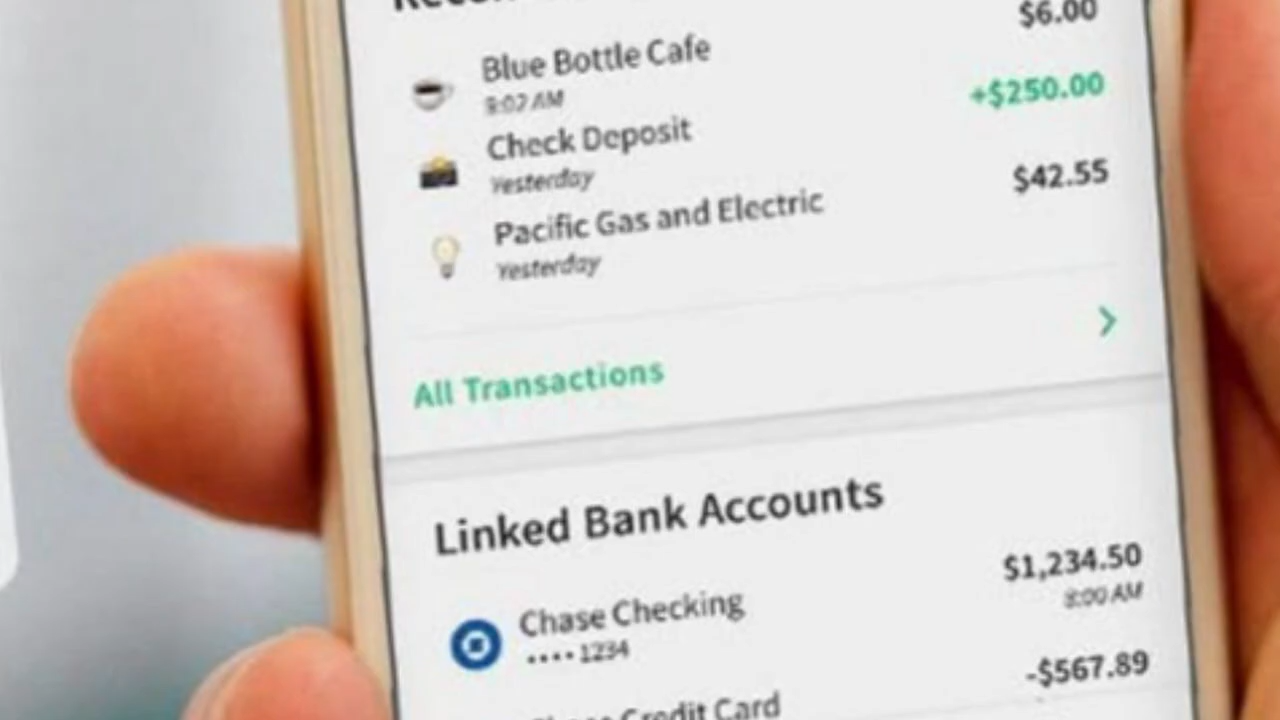 Blue Bottle Cafe
$6.00
9:02 AM
Check Deposit
+$250.00
Yesterday
Pacific Gas and Electric
$42.55
Yesterday
All Transactions
Linked Bank Accounts
Chase Checking
$1,234.50
•••• 1234
8:00 AM
Credit Card
-$567.89